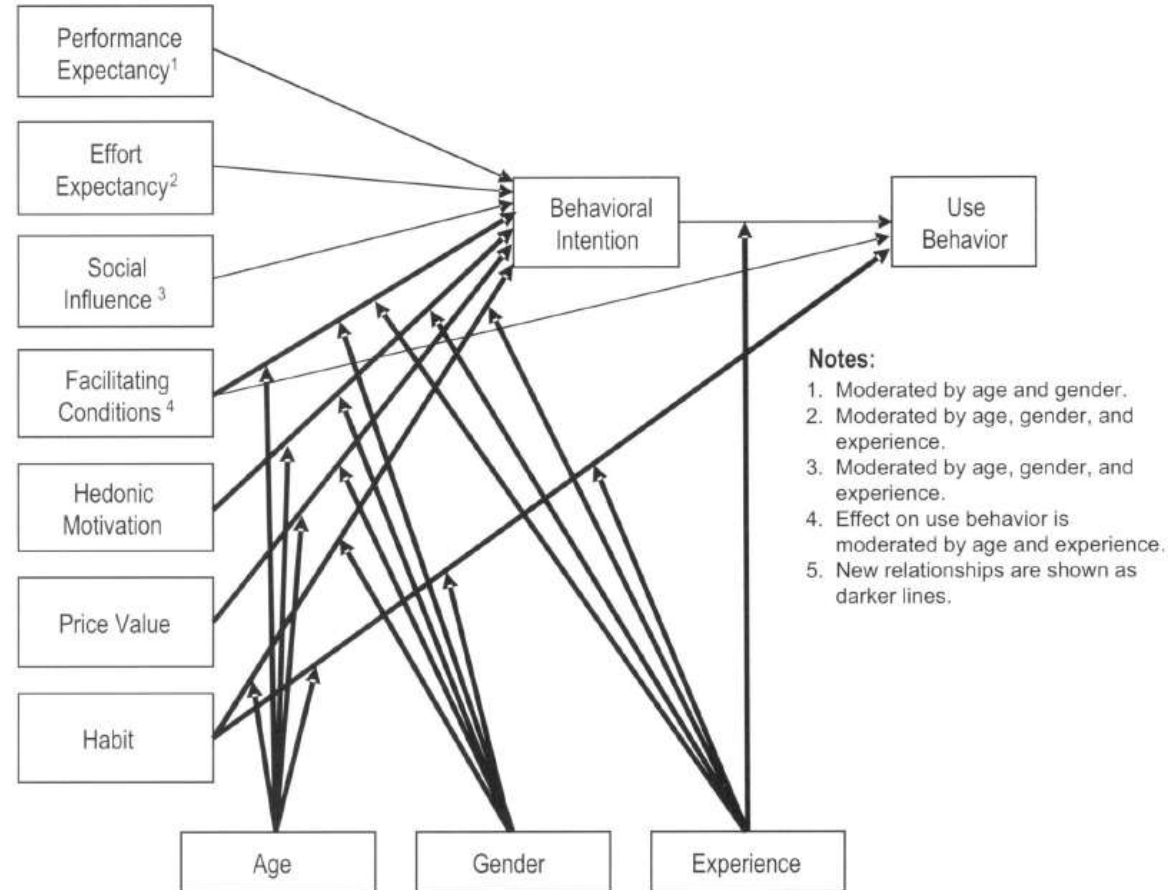 Performance
Expectancy1
Effort
Expectancy2
Social
Influence 3
Facilitating
Conditions 4
Hedonic
Motivation
Price Value
Habit
Behavioral
Intention
Use
Behavior
Notes:
1. Moderated by age and gender.
2. Moderated by age, gender, and
experience.
3. Moderated by age, gender, and
experience.
4. Effect on use behavior is
moderated by age and experience.
5. New relationships are shown as
darker lines.
Age
Gender
Experience